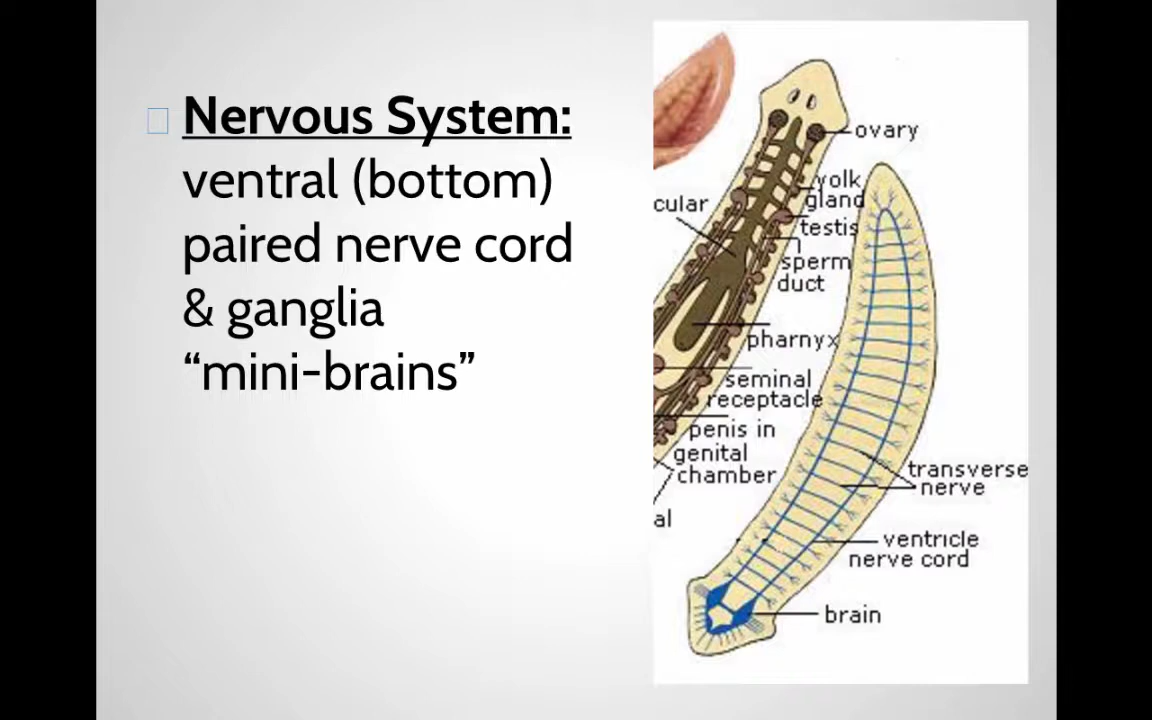 Nervous System:
ventral (bottom)
paired nerve cord
& ganglia
“mini-brains”
ovary
yolk
gland
cular
testis
sperm
duct
pharnyx
seminal
receptacle
penis in
genital
chamber
al
transverse
nerve
ventricle
nerve cord
brain